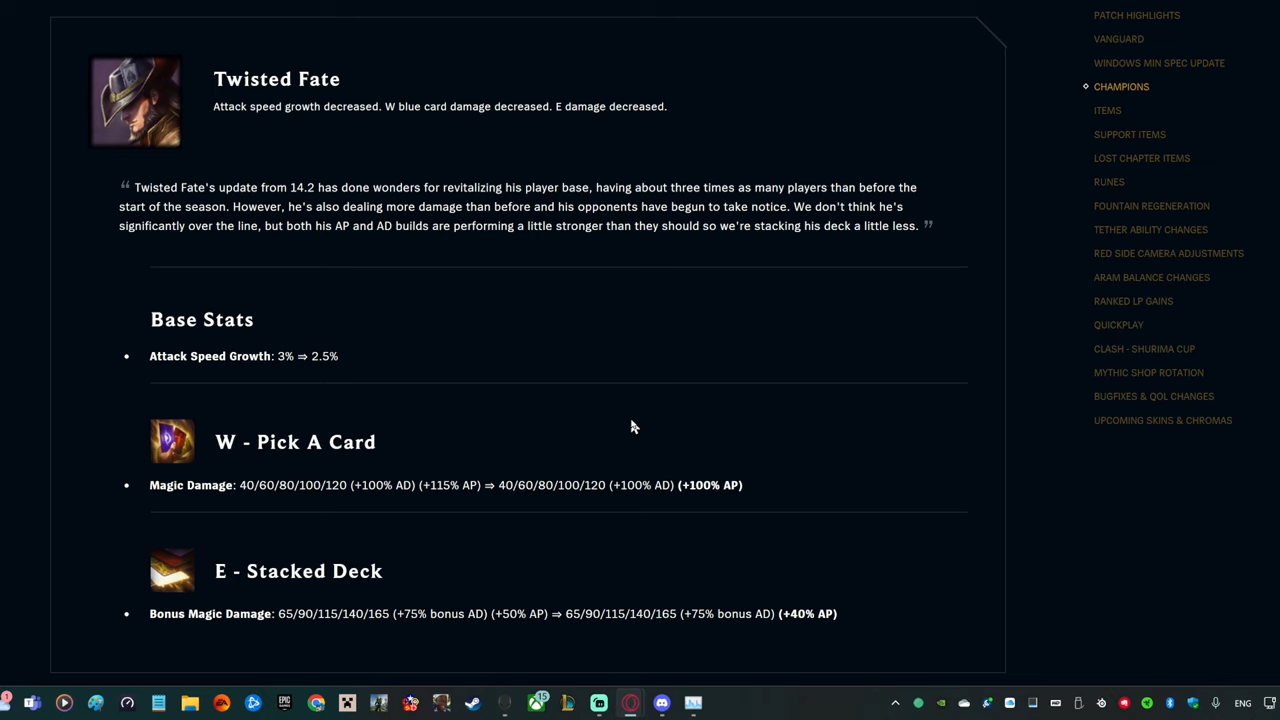 Twisted Fate
Attack speed growth decreased. W blue card damage decreased. E damage decreased.
“ Twisted Fate's update from 14.2 has done wonders for revitalizing his player base, having about three times as many players than before the
start of the season. However, he's also dealing more damage than before and his opponents have begun to take notice. We don't think he's
significantly over the line, but both his AP and AD builds are performing a little stronger than they should so we're stacking his deck a little less. ”
Base Stats
• Attack Speed Growth: 3% ⇒ 2.5%
W - Pick A Card
• Magic Damage: 40/60/80/100/120 (+100% AD) (+115% AP) ⇒ 40/60/80/100/120 (+100% AD) (+100% AP)
E - Stacked Deck
• Bonus Magic Damage: 65/90/115/140/165 (+75% bonus AD) (+50% AP) ⇒ 65/90/115/140/165 (+75% bonus AD) (+40% AP)
PATCH HIGHLIGHTS
VANGUARD
WINDOWS MIN SPEC UPDATE
CHAMPIONS
ITEMS
SUPPORT ITEMS
LOST CHAPTER ITEMS
RUNES
FOUNTAIN REGENERATION
TETHER ABILITY CHANGES
RED SIDE CAMERA ADJUSTMENTS
ARAM BALANCE CHANGES
RANKED LP GAINS
QUICKPLAY
CLASH - SHURIMA CUP
MYTHIC SHOP ROTATION
BUGFIXES & QOL CHANGES
UPCOMING SKINS & CHROMAS
1
EA
EPIC
15
ENG